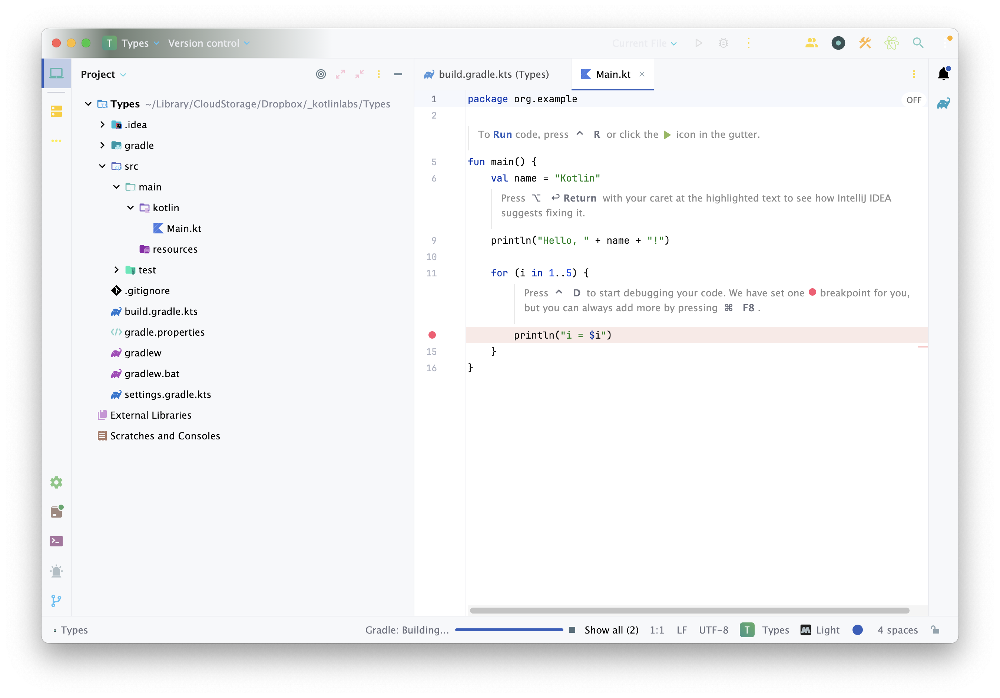 T Types Version control Current File
Project
Types ~/Library/CloudStorage/Dropbox/_kotlinlabs/Types
.idea
gradle
src
main
kotlin
Main.kt
resources
test
.gitignore
build.gradle.kts
gradle.properties
gradlew
gradlew.bat
settings.gradle.kts
External Libraries
Scratches and Consoles
build.gradle.kts (Types) Main.kt
1 package org.example OFF
2
To Run code, press ⌃ R or click the icon in the gutter.
5 fun main() {
6 val name = "Kotlin"
Press ⌥ ↩ Return with your caret at the highlighted text to see how IntelliJ IDEA
suggests fixing it.
9 println("Hello, " + name + "!")
10
11 for (i in 1..5) {
Press ⌃ D to start debugging your code. We have set one breakpoint for you,
but you can always add more by pressing ⌘ F8 .
println("i = $i")
15 }
16 }
Types Gradle: Building... Show all (2) 1:1 LF UTF-8 T Types Light 4 spaces